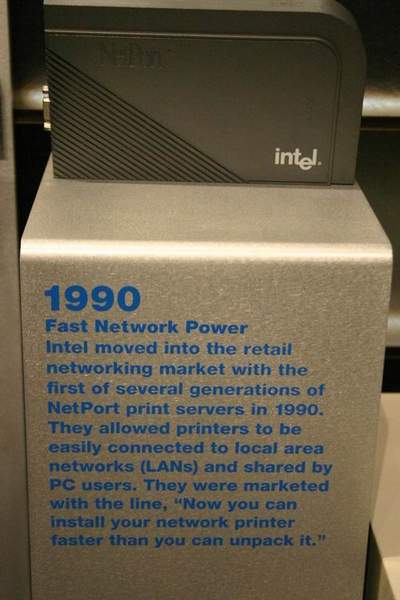 intel.
1990
Fast Network Power
Intel moved into the retail
networking market with the
first of several generations of
NetPort print servers in 1990.
They allowed printers to be
easily connected to local area
networks (LANs) and shared by
PC users. They were marketed
with the line, “Now you can
install your network printer
faster than you can unpack it.”